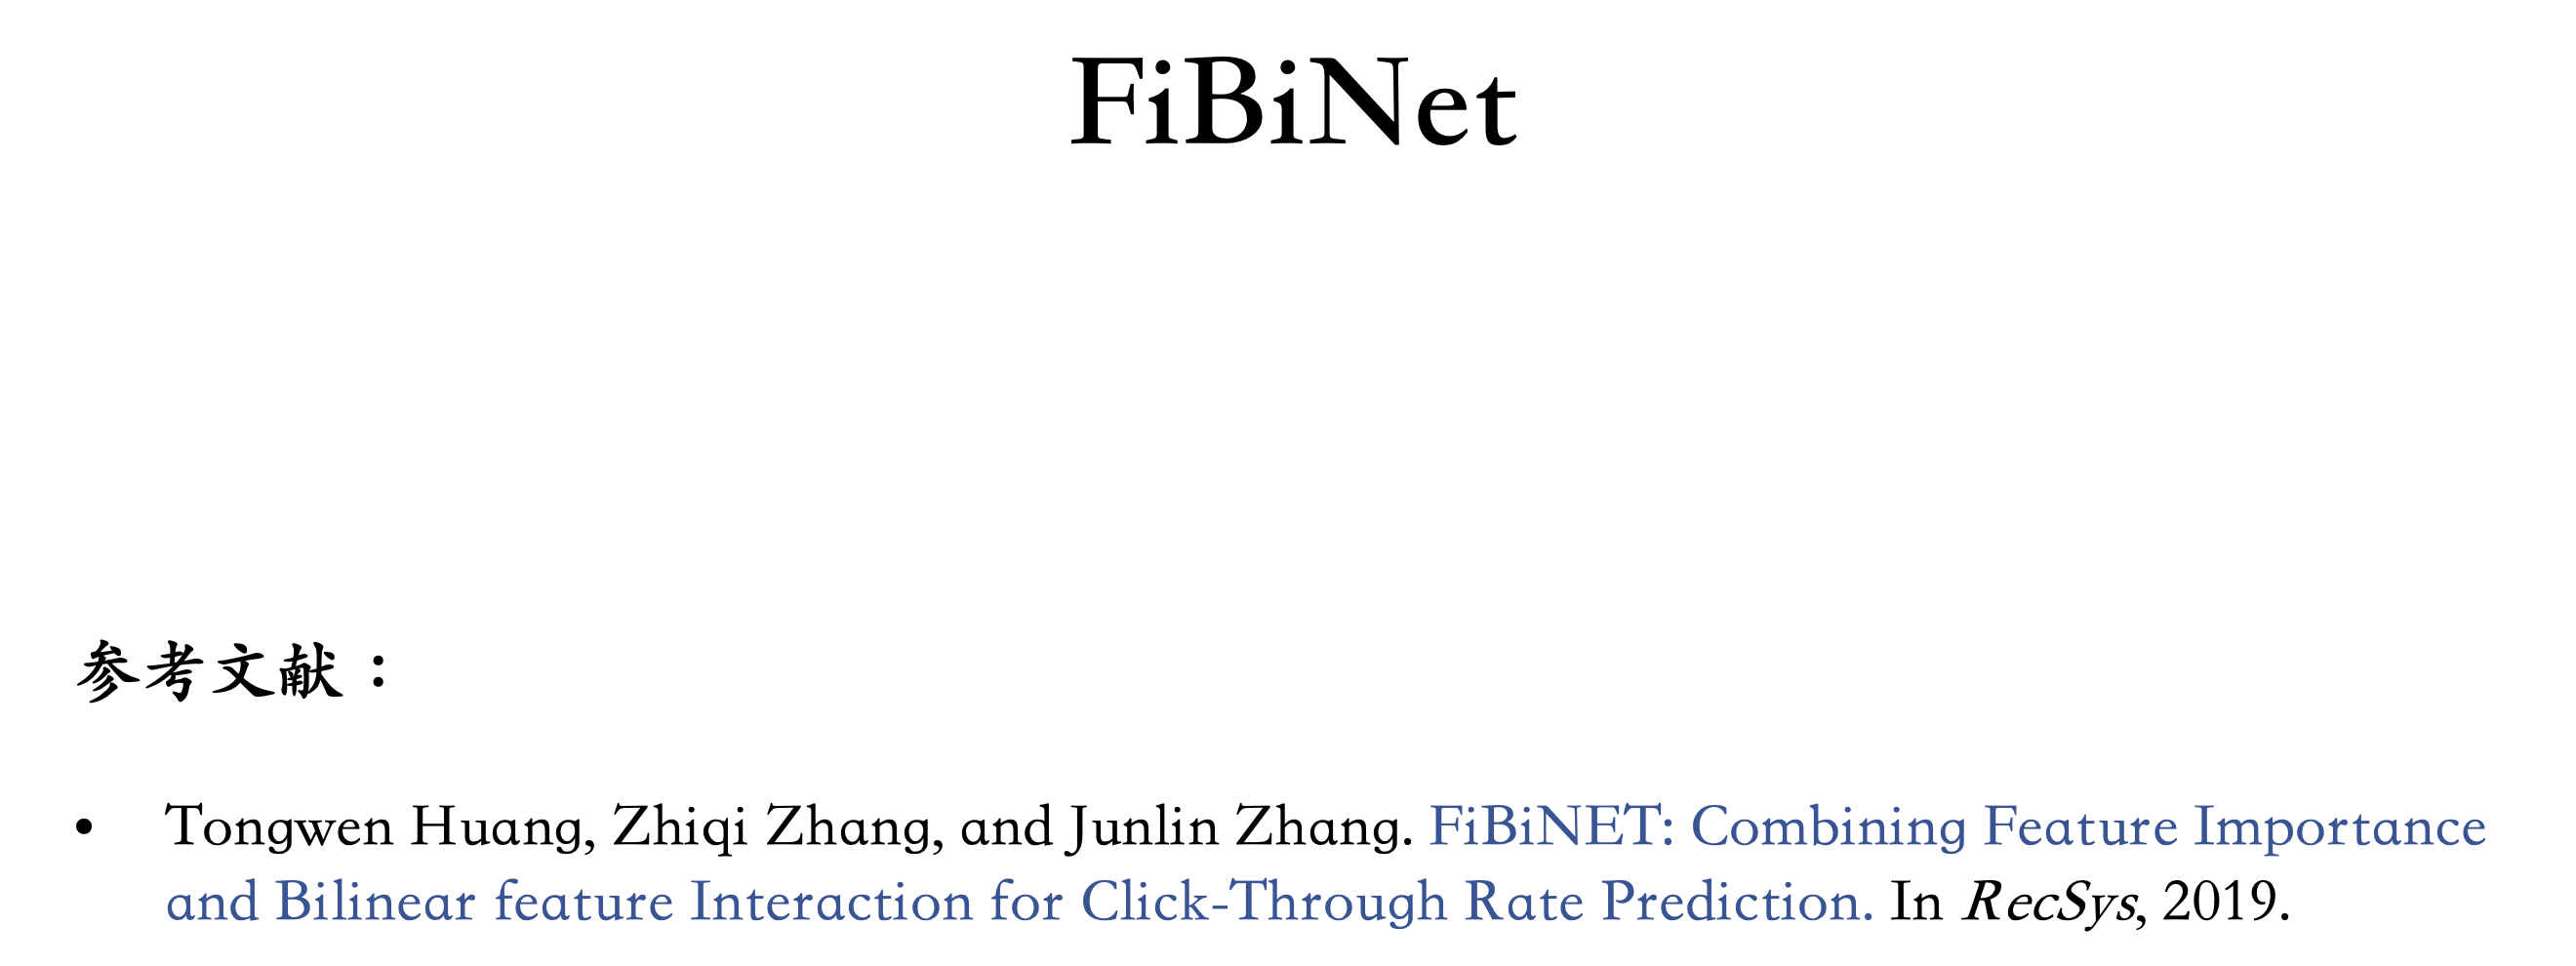 FiBiNet
参考文献：
• Tongwen Huang, Zhiqi Zhang, and Junlin Zhang. FiBiNET: Combining Feature Importance
and Bilinear feature Interaction for Click-Through Rate Prediction. In RecSys, 2019.